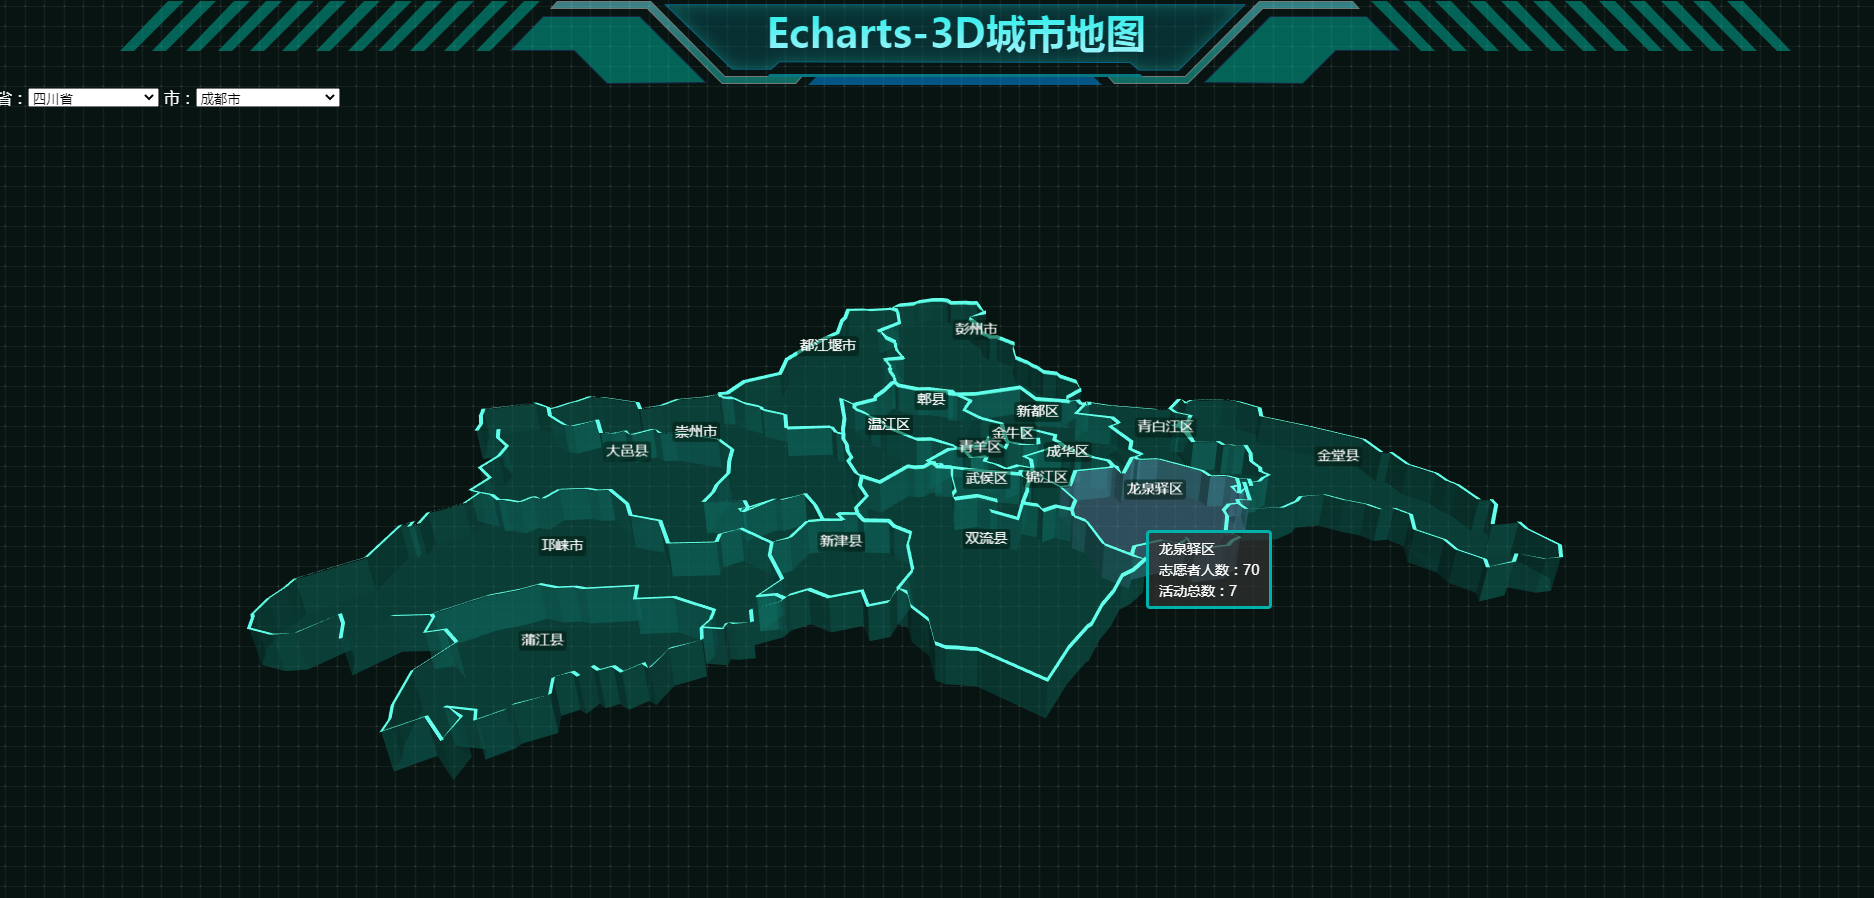 Echarts-3D城市地图
省：四川省 市：成都市
彭州市
都江堰市
郫县
新都区
温江区
青白江区
崇州市
金牛区
青羊区
大邑县
成华区
金堂县
武侯区
锦江区
龙泉驿区
双流县
新津县
邛崃市
龙泉驿区
志愿者人数：70
活动总数：7
蒲江县